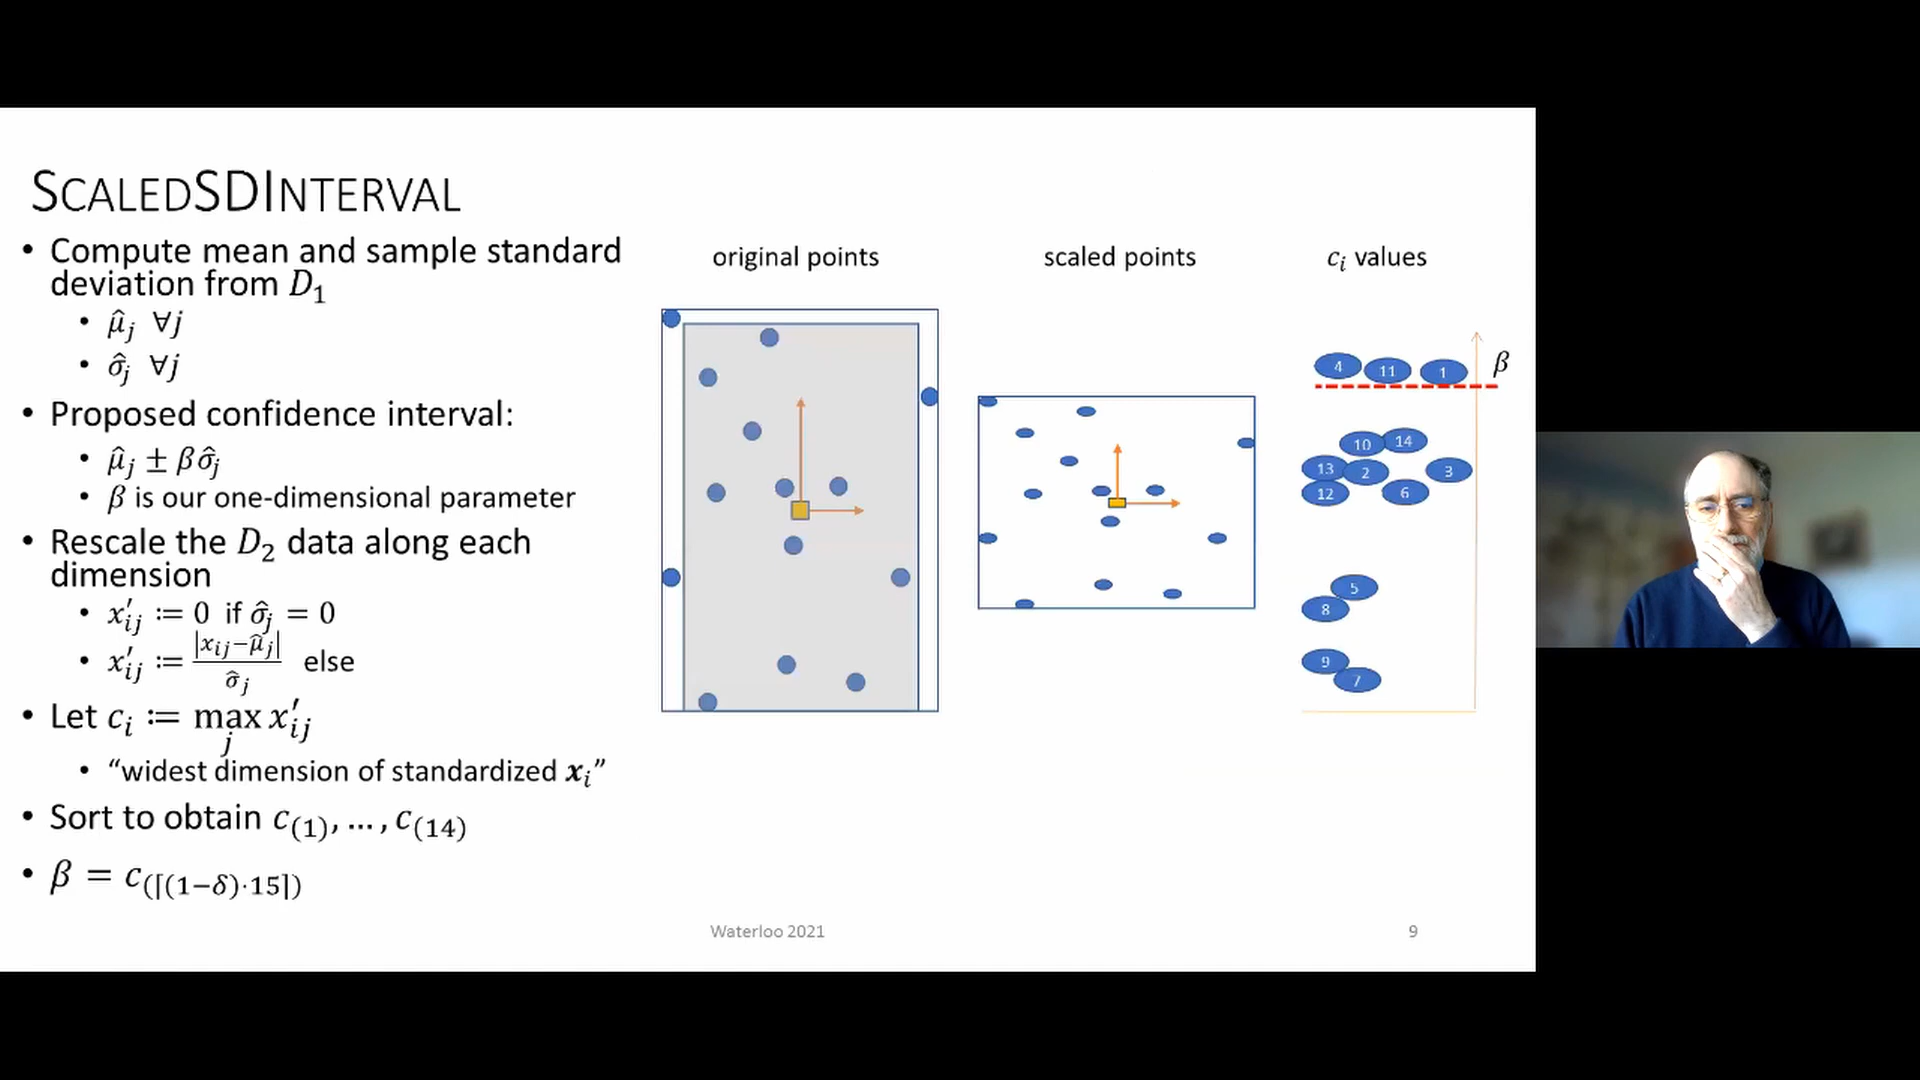 SCALEDSDINTERVAL
• Compute mean and sample standard
deviation from D₁
• μ̂ⱼ ∀j
• σ̂ⱼ ∀j
• Proposed confidence interval:
• μ̂ⱼ ± βσ̂ⱼ
• β is our one-dimensional parameter
• Rescale the D₂ data along each
dimension
• x′ᵢⱼ ≔ 0 if σ̂ⱼ = 0
• x′ᵢⱼ ≔ |xᵢⱼ−μ̂ⱼ| / σ̂ⱼ else
• Let cᵢ ≔ max_j x′ᵢⱼ
• “widest dimension of standardized xᵢ”
• Sort to obtain c₍₁₎, … , c₍₁₄₎
• β = c_(⌈(1−δ)·15⌉)
original points
scaled points
cᵢ values
β
4 11 1
10 14
13 2 3
12 6
5
8
9
7
Waterloo 2021
9